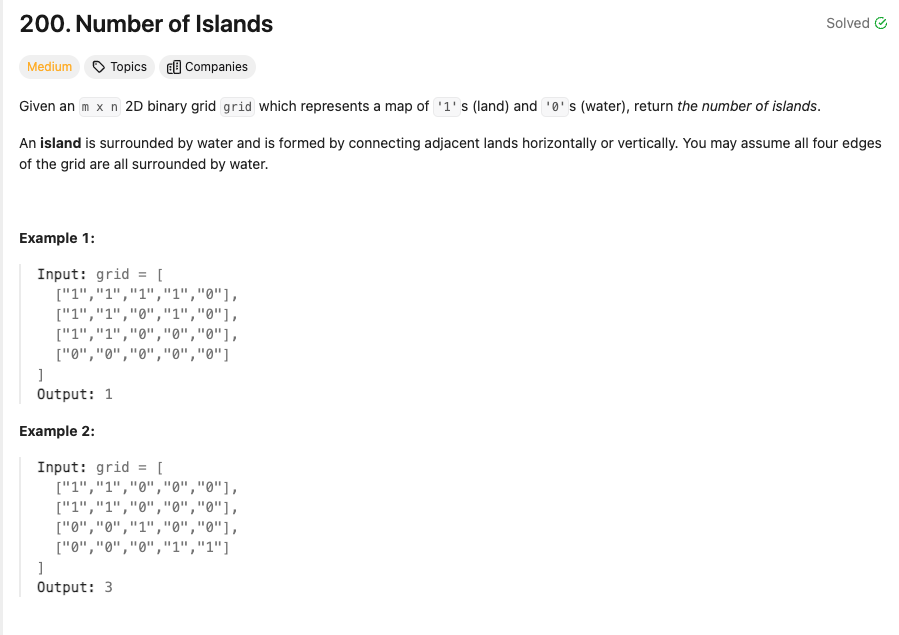 200. Number of Islands
Solved
Medium
Topics
Companies
Given an m x n 2D binary grid grid which represents a map of '1's (land) and '0's (water), return the number of islands.
An island is surrounded by water and is formed by connecting adjacent lands horizontally or vertically. You may assume all four edges
of the grid are all surrounded by water.
Example 1:
Input: grid = [
["1","1","1","1","0"],
["1","1","0","1","0"],
["1","1","0","0","0"],
["0","0","0","0","0"]
]
Output: 1
Example 2:
Input: grid = [
["1","1","0","0","0"],
["1","1","0","0","0"],
["0","0","1","0","0"],
["0","0","0","1","1"]
]
Output: 3